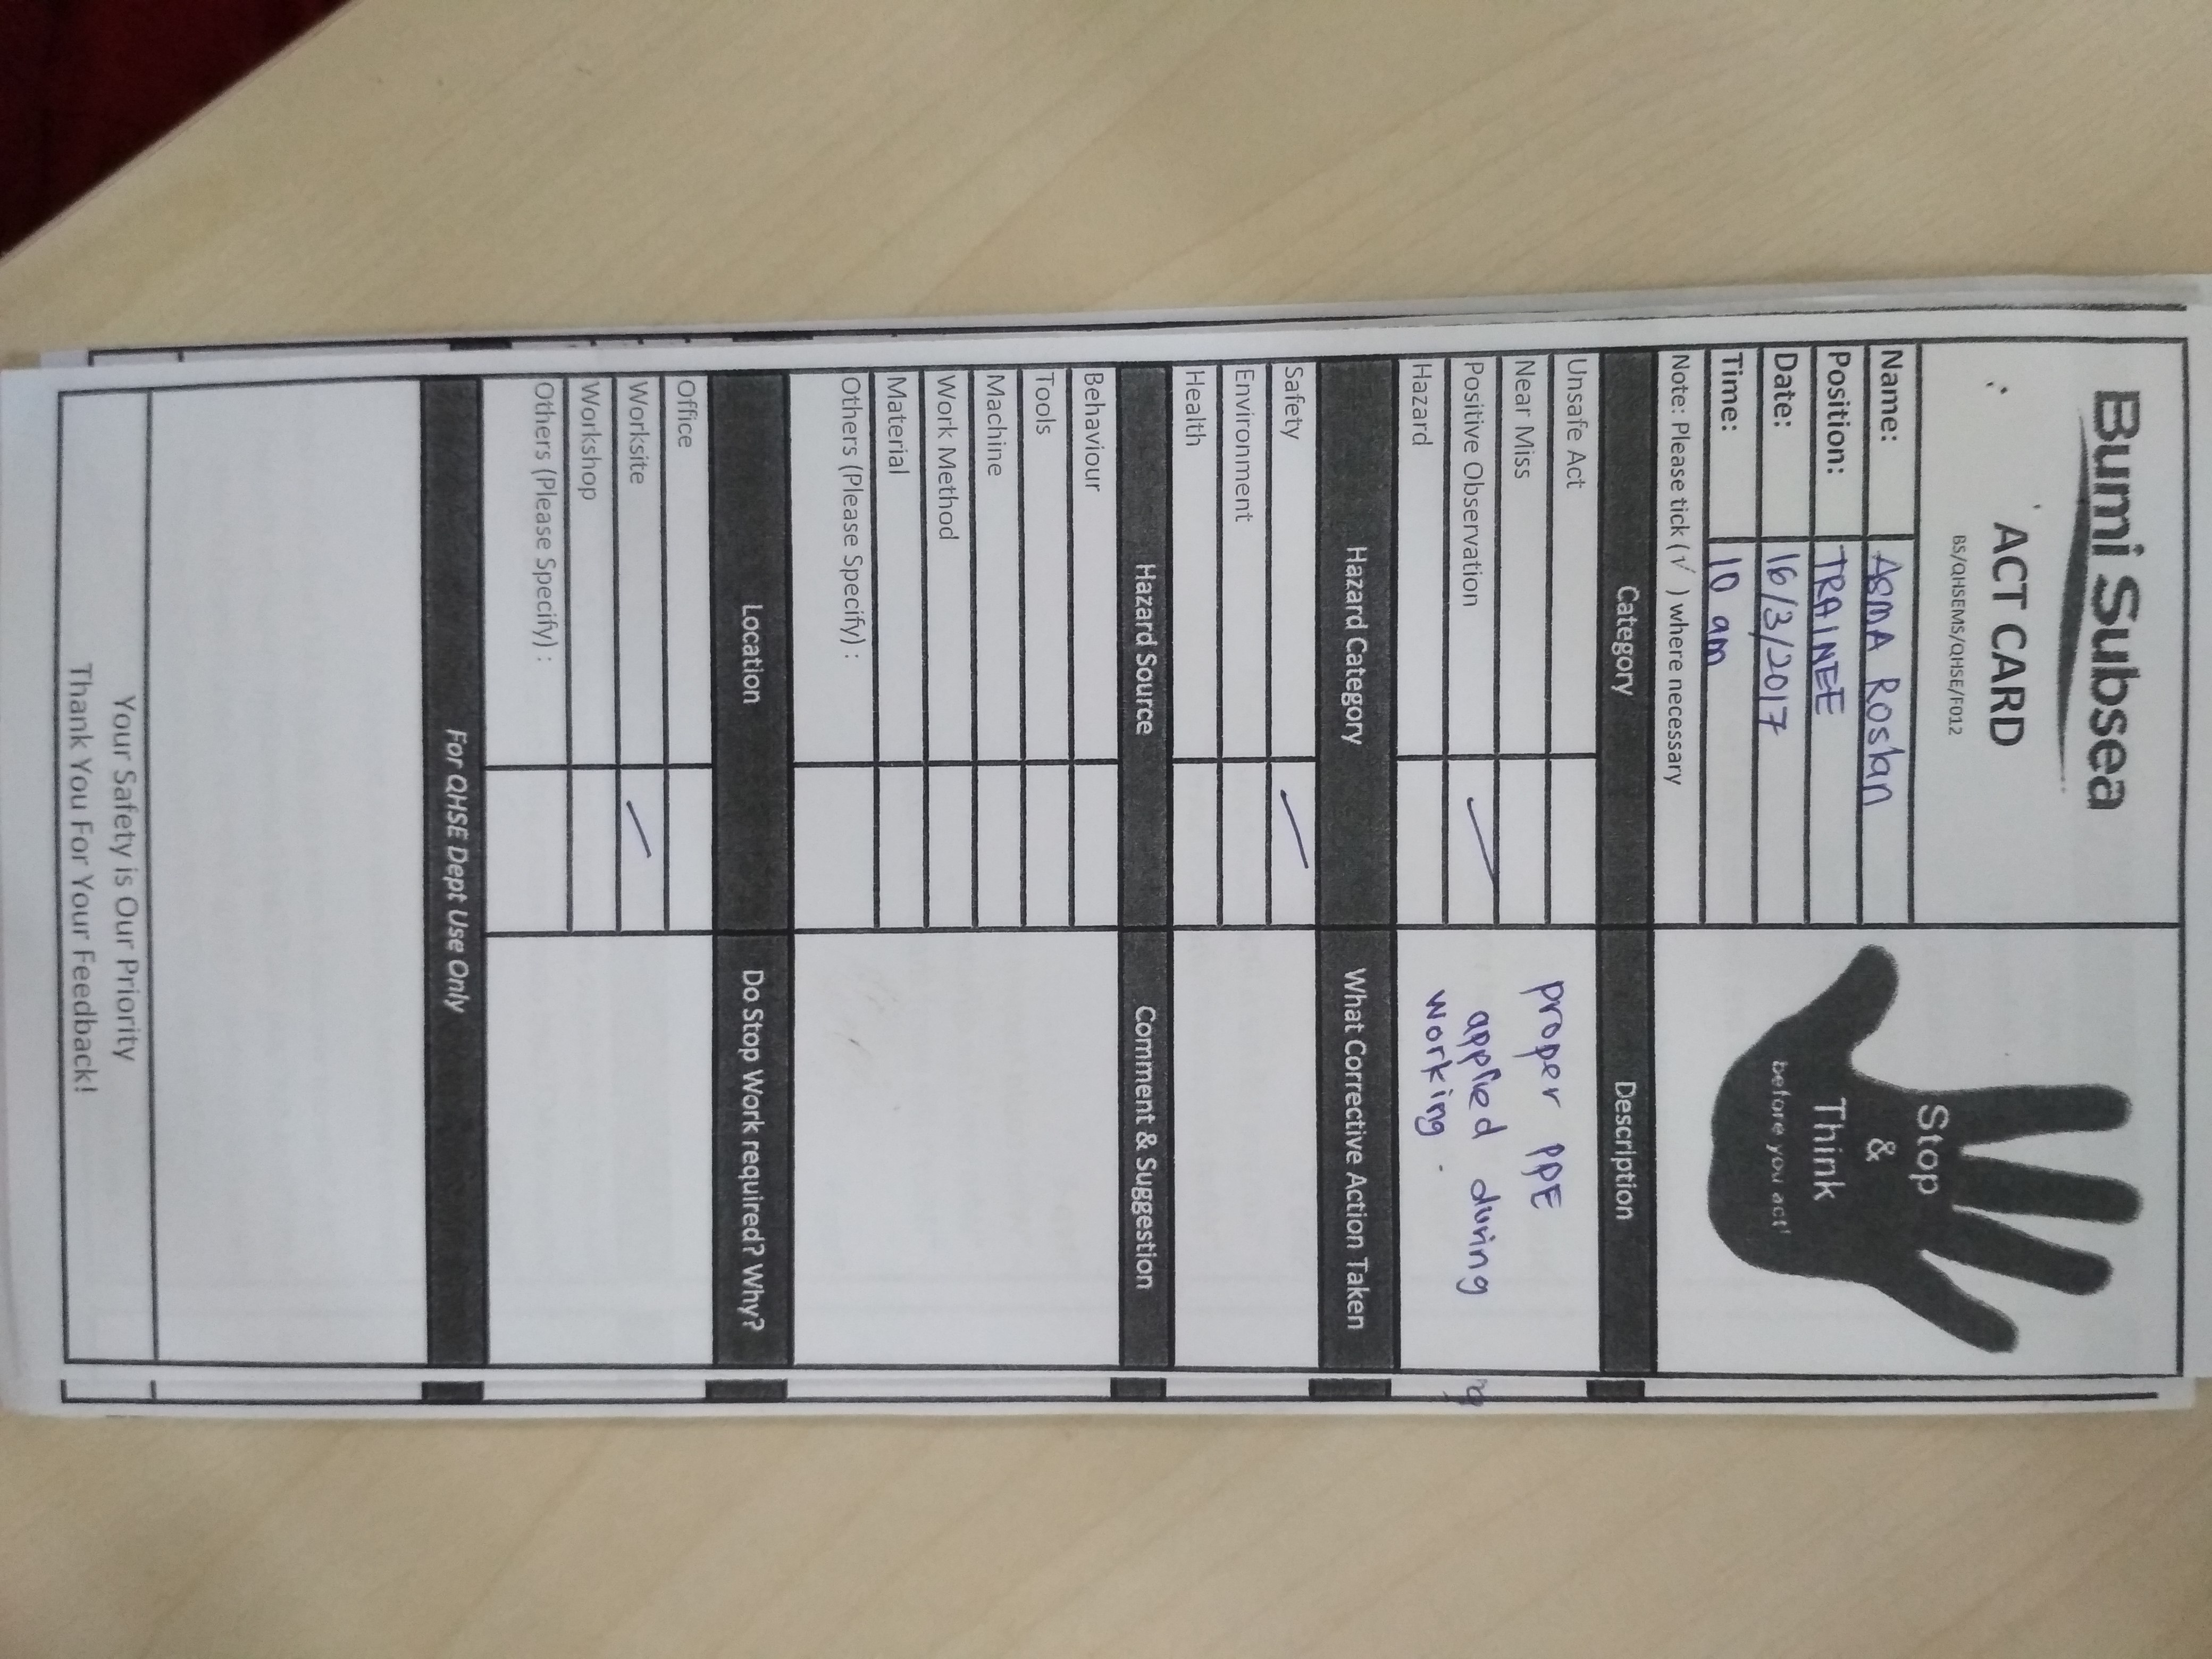 Bumi Subsea
ACT CARD
BS/QHSEMS/QHSE/F012
Stop
&
Think
before you act!
Name: ASMA Roslan
Position: TRAINEE
Date: 16/3/2017
Time: 10 am
Note: Please tick (√ ) where necessary
Category Description
Unsafe Act
Near Miss
Positive Observation
Hazard
proper PPE
applied during
working.
Hazard Category What Corrective Action Taken
Safety
Environment
Health
Hazard Source Comment & Suggestion
Behaviour
Tools
Machine
Work Method
Material
Others (Please Specify) :
Location Do Stop Work required? Why?
Office
Worksite
Workshop
Others (Please Specify) :
For QHSE Dept Use Only
Your Safety is Our Priority
Thank You For Your Feedback!